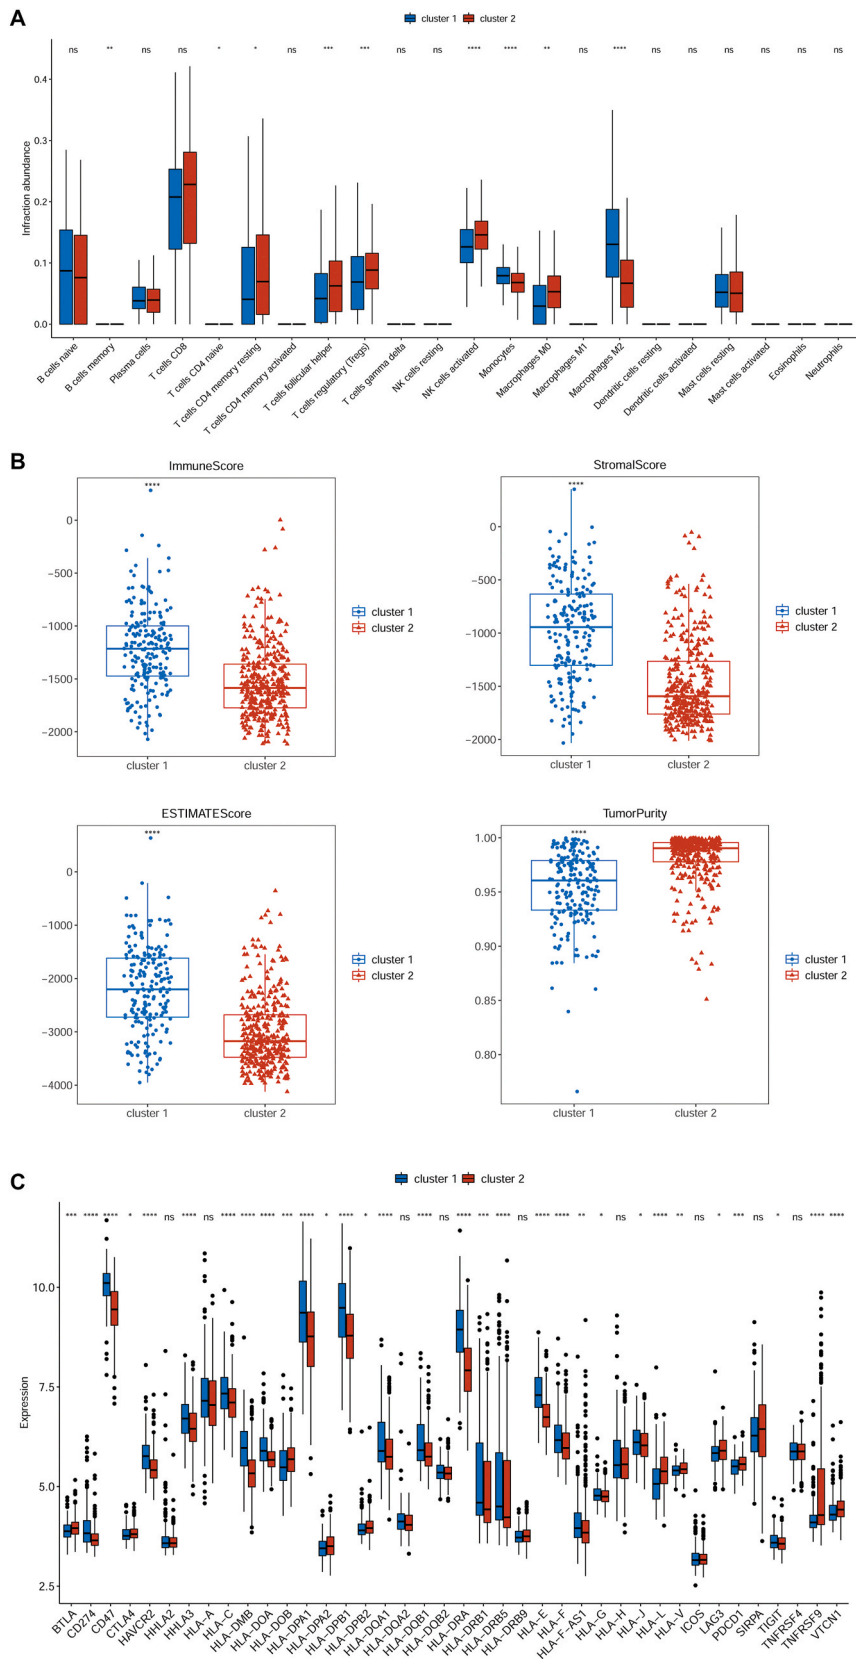 A
cluster 1 cluster 2
ns ** ns ns * * ns *** *** ns ns **** **** ** ns **** ns ns ns ns ns ns
Infraction abundance
0.4
0.3
0.2
0.1
0.0
B cells naive
B cells memory
Plasma cells
T cells CD8
T cells CD4 naive
T cells CD4 memory resting
T cells CD4 memory activated
T cells follicular helper
T cells regulatory (Tregs)
T cells gamma delta
NK cells resting
NK cells activated
Monocytes
Macrophages M0
Macrophages M1
Macrophages M2
Dendritic cells resting
Dendritic cells activated
Mast cells resting
Mast cells activated
Eosinophils
Neutrophils
B
ImmuneScore
****
0
−500
−1000
−1500
−2000
cluster 1 cluster 2
cluster 1
cluster 2
StromalScore
****
0
−500
−1000
−1500
−2000
cluster 1 cluster 2
cluster 1
cluster 2
ESTIMATEScore
****
0
−1000
−2000
−3000
−4000
cluster 1 cluster 2
cluster 1
cluster 2
TumorPurity
****
1.00
0.95
0.90
0.85
0.80
cluster 1 cluster 2
cluster 1
cluster 2
C
cluster 1 cluster 2
*** **** **** * **** ns **** ns **** **** **** *** **** * **** * **** ns **** ns **** *** *** ns **** **** ** * ns * **** ** ns * *** ns * ns **** ****
Expression
10.0
7.5
5.0
2.5
BTLA
CD274
CD47
CTLA4
HAVCR2
HHLA2
HHLA3
HLA−A
HLA−C
HLA−DMB
HLA−DOA
HLA−DOB
HLA−DPA1
HLA−DPA2
HLA−DPB1
HLA−DPB2
HLA−DQA1
HLA−DQA2
HLA−DQB1
HLA−DQB2
HLA−DRA
HLA−DRB1
HLA−DRB5
HLA−DRB9
HLA−E
HLA−F
HLA−F−AS1
HLA−G
HLA−H
HLA−J
HLA−L
HLA−V
ICOS
LAG3
PDCD1
SIRPA
TIGIT
TNFRSF4
TNFRSF9
VTCN1